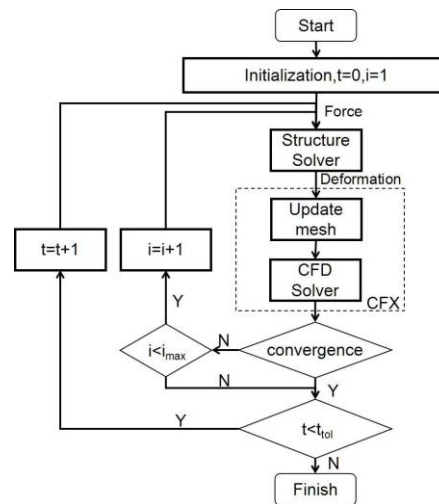 Start
Initialization,t=0,i=1
Force
Structure
Solver
Deformation
Update
mesh
t=t+1
i=i+1
CFD
Solver
CFX
Y
N
i<imax
convergence
N
Y
Y
t<ttol
N
Finish